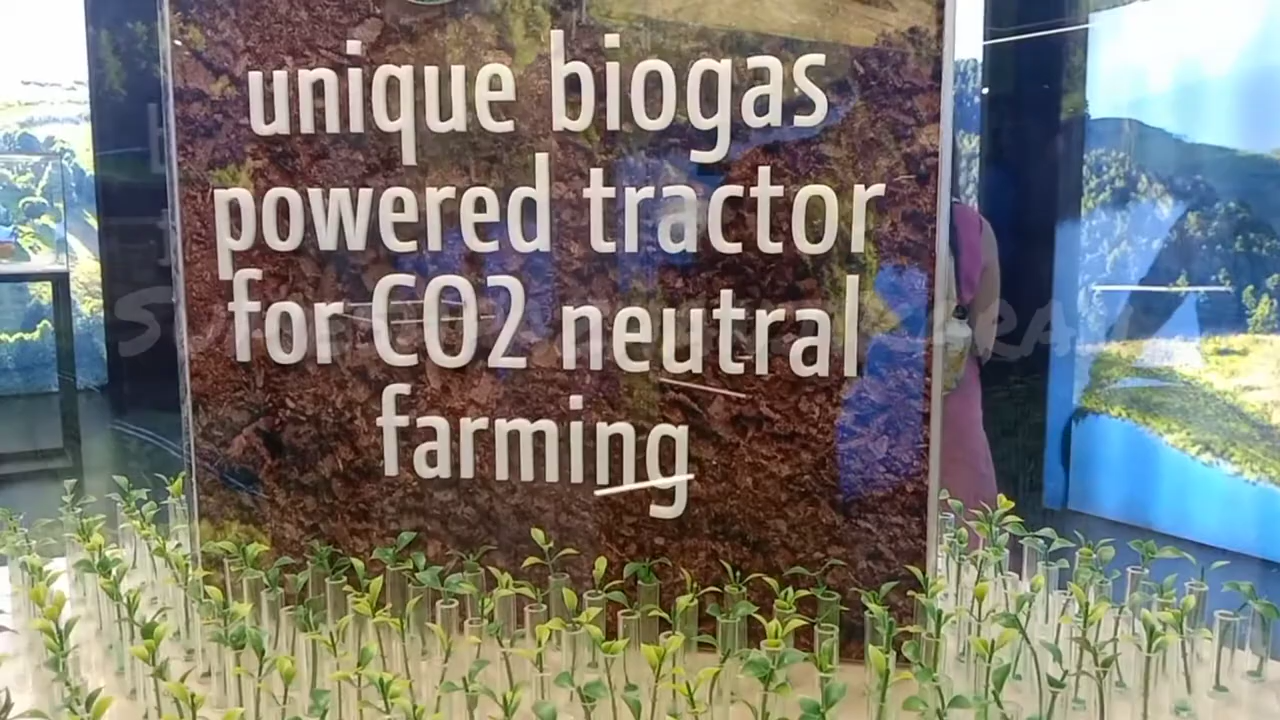 unique biogas
powered tractor
for CO2 neutral
farming